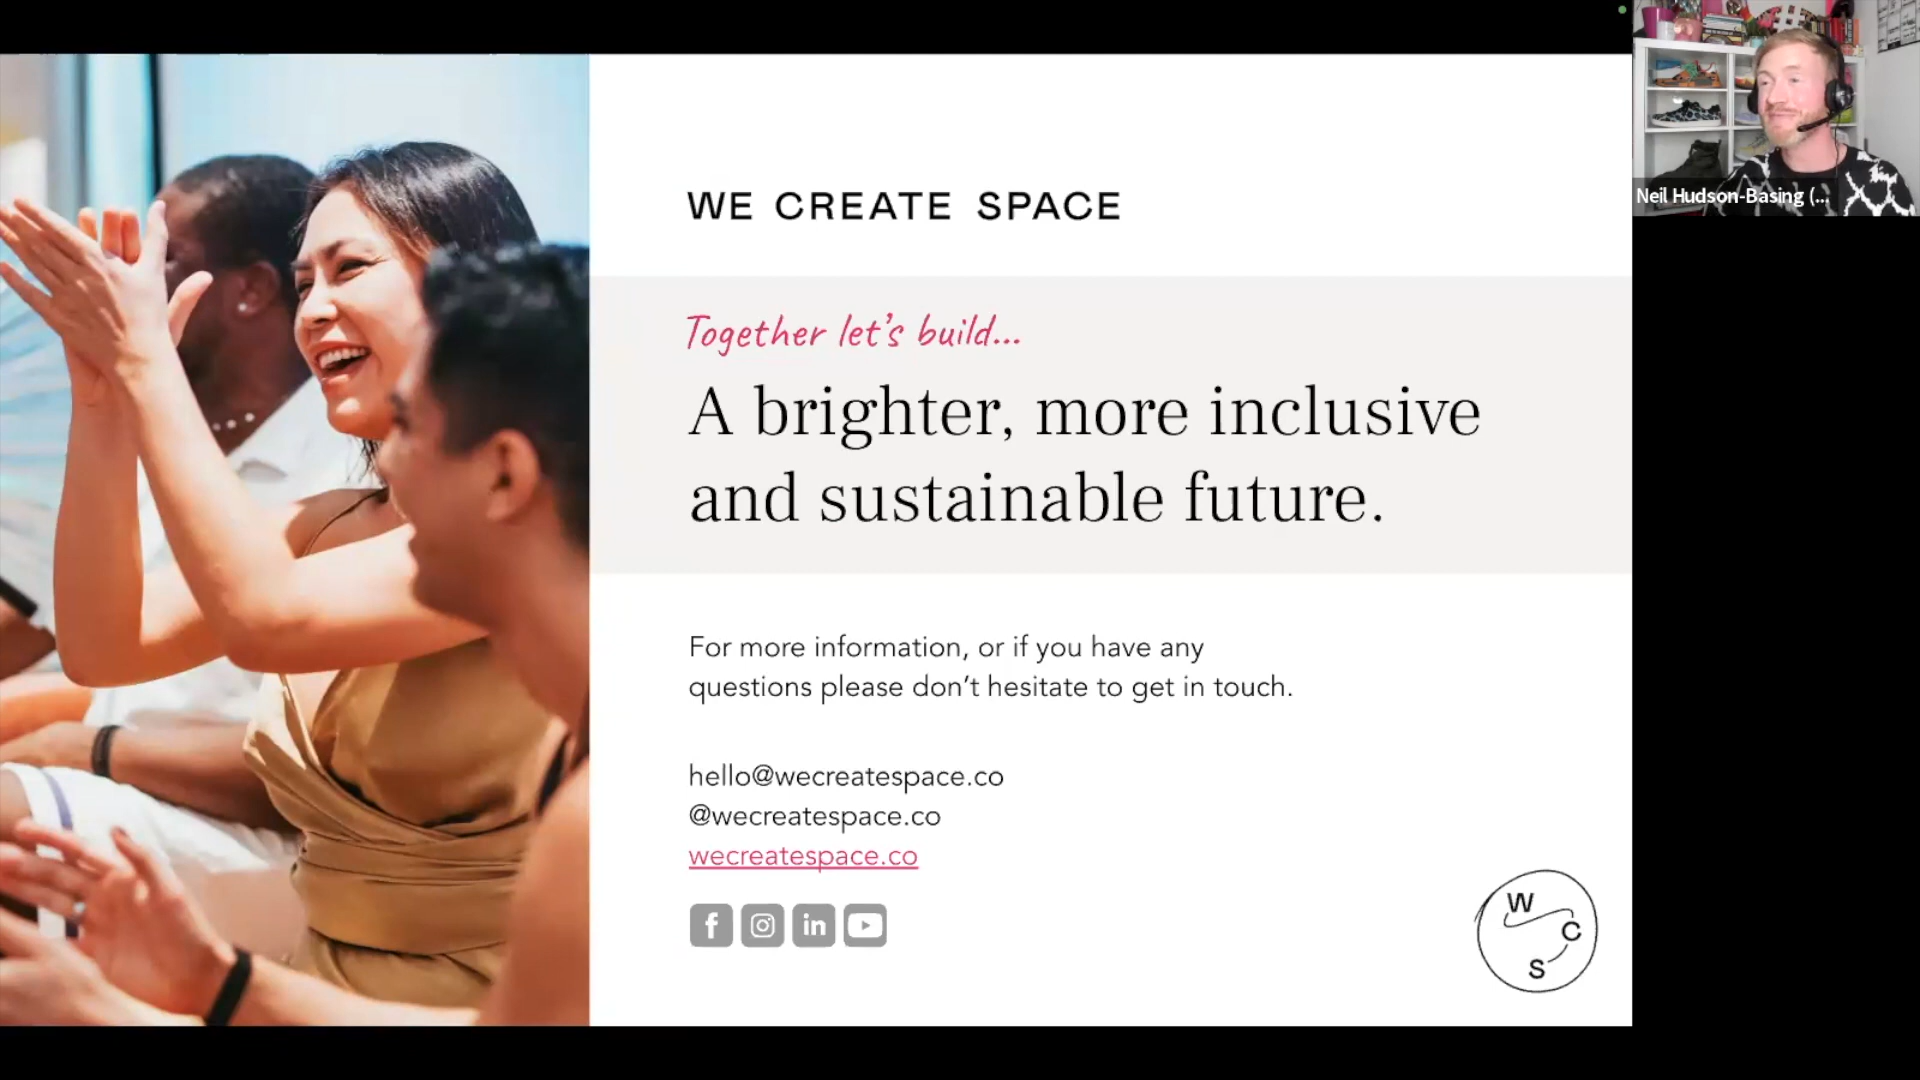 WE CREATE SPACE
Together let's build...
A brighter, more inclusive
and sustainable future.
For more information, or if you have any
questions please don't hesitate to get in touch.
hello@wecreatespace.co
@wecreatespace.co
wecreatespace.co
f
in
W
C
S
Neil Hudson-Basing (...